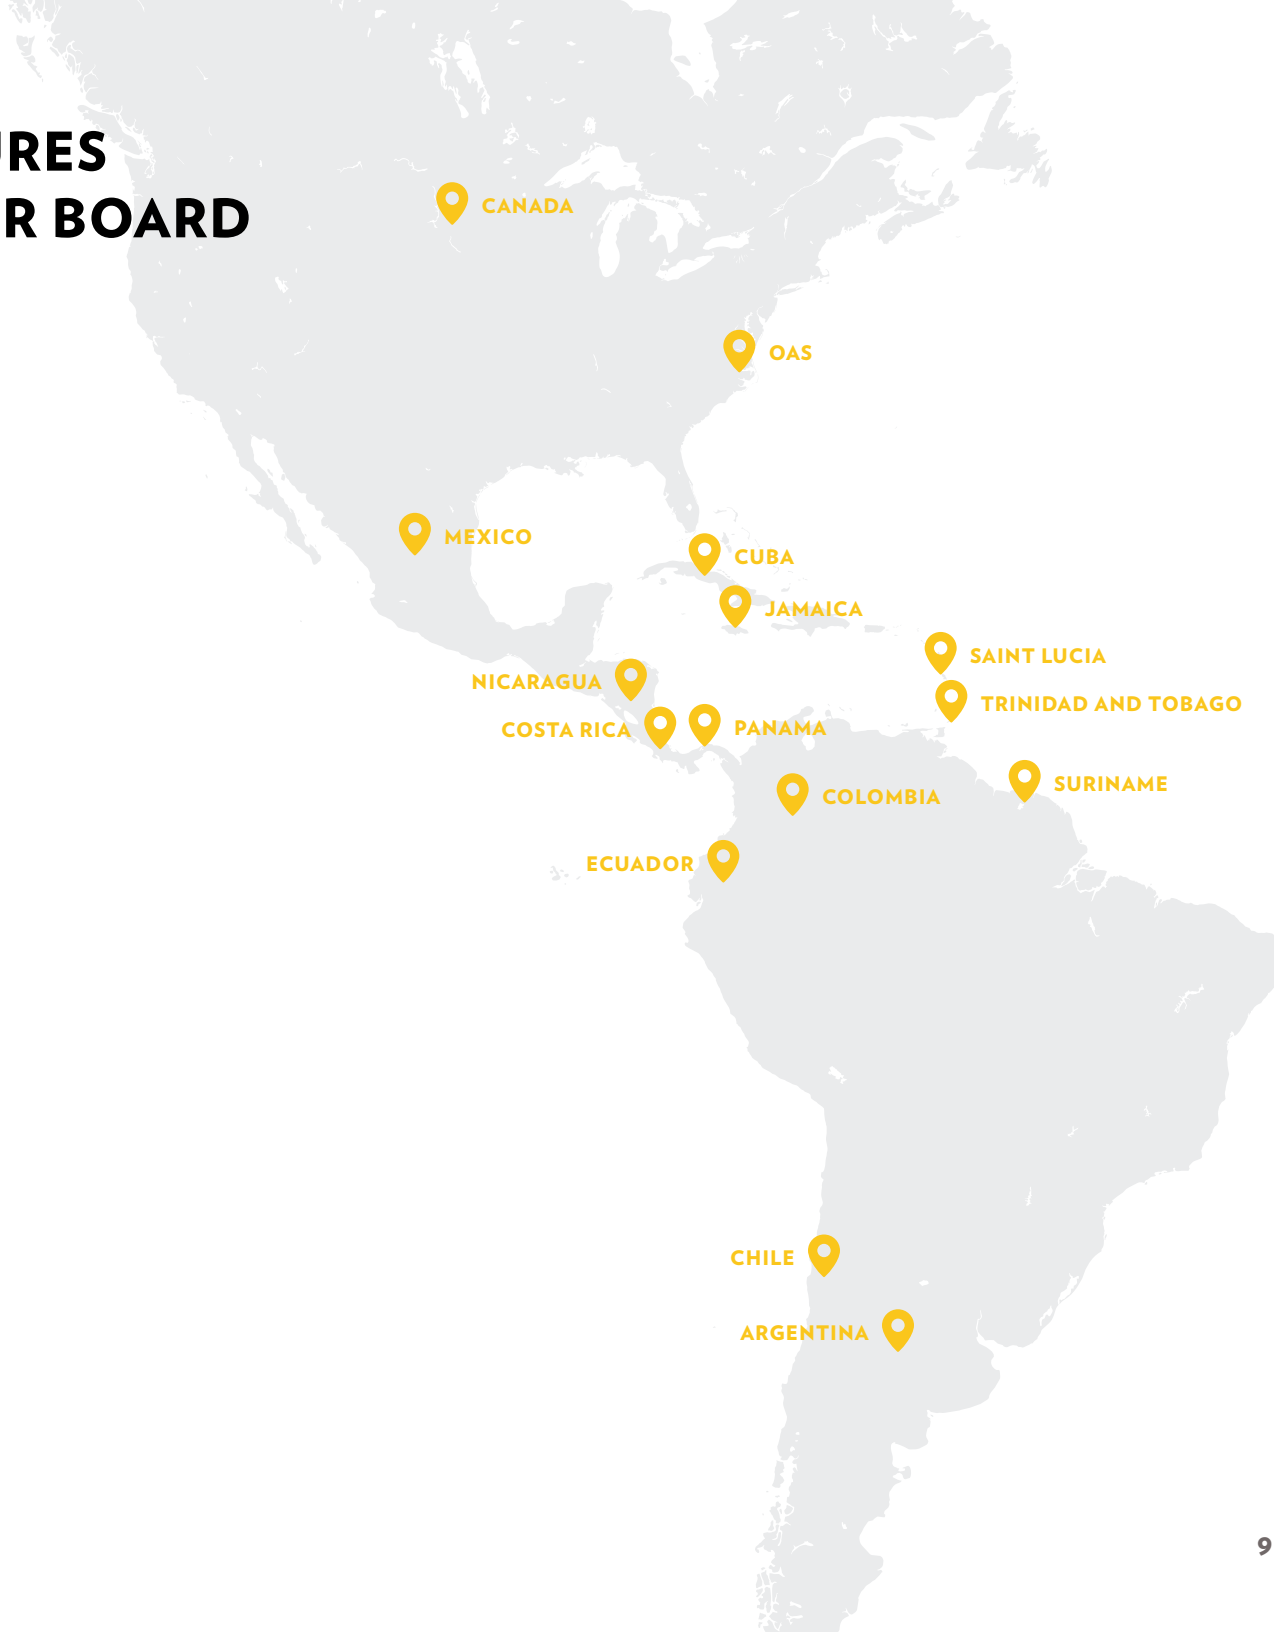 URES
R BOARD
CANADA
OAS
MEXICO
CUBA
JAMAICA
SAINT LUCIA
NICARAGUA
TRINIDAD AND TOBAGO
COSTA RICA
PANAMA
SURINAME
COLOMBIA
ECUADOR
CHILE
ARGENTINA
9